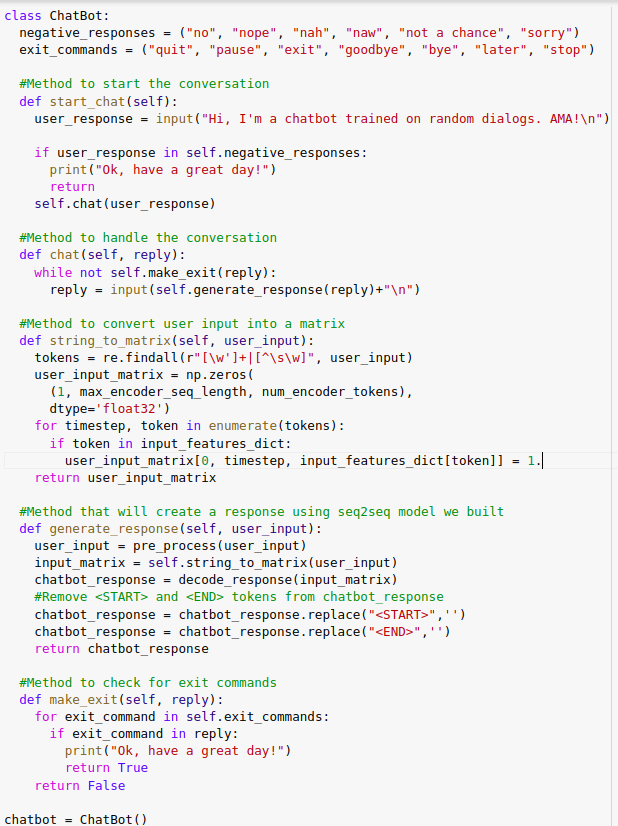 class ChatBot:
  negative_responses = ("no", "nope", "nah", "naw", "not a chance", "sorry")
  exit_commands = ("quit", "pause", "exit", "goodbye", "bye", "later", "stop")

  #Method to start the conversation
  def start_chat(self):
    user_response = input("Hi, I'm a chatbot trained on random dialogs. AMA!\n")

    if user_response in self.negative_responses:
      print("Ok, have a great day!")
      return
    self.chat(user_response)

  #Method to handle the conversation
  def chat(self, reply):
    while not self.make_exit(reply):
      reply = input(self.generate_response(reply)+"\n")

  #Method to convert user input into a matrix
  def string_to_matrix(self, user_input):
    tokens = re.findall(r"[\w']+|[^\s\w]", user_input)
    user_input_matrix = np.zeros(
      (1, max_encoder_seq_length, num_encoder_tokens),
      dtype='float32')
    for timestep, token in enumerate(tokens):
      if token in input_features_dict:
        user_input_matrix[0, timestep, input_features_dict[token]] = 1.
    return user_input_matrix

  #Method that will create a response using seq2seq model we built
  def generate_response(self, user_input):
    user_input = pre_process(user_input)
    input_matrix = self.string_to_matrix(user_input)
    chatbot_response = decode_response(input_matrix)
    #Remove <START> and <END> tokens from chatbot_response
    chatbot_response = chatbot_response.replace("<START>",'')
    chatbot_response = chatbot_response.replace("<END>",'')
    return chatbot_response

  #Method to check for exit commands
  def make_exit(self, reply):
    for exit_command in self.exit_commands:
      if exit_command in reply:
        print("Ok, have a great day!")
        return True
    return False

chatbot = ChatBot()